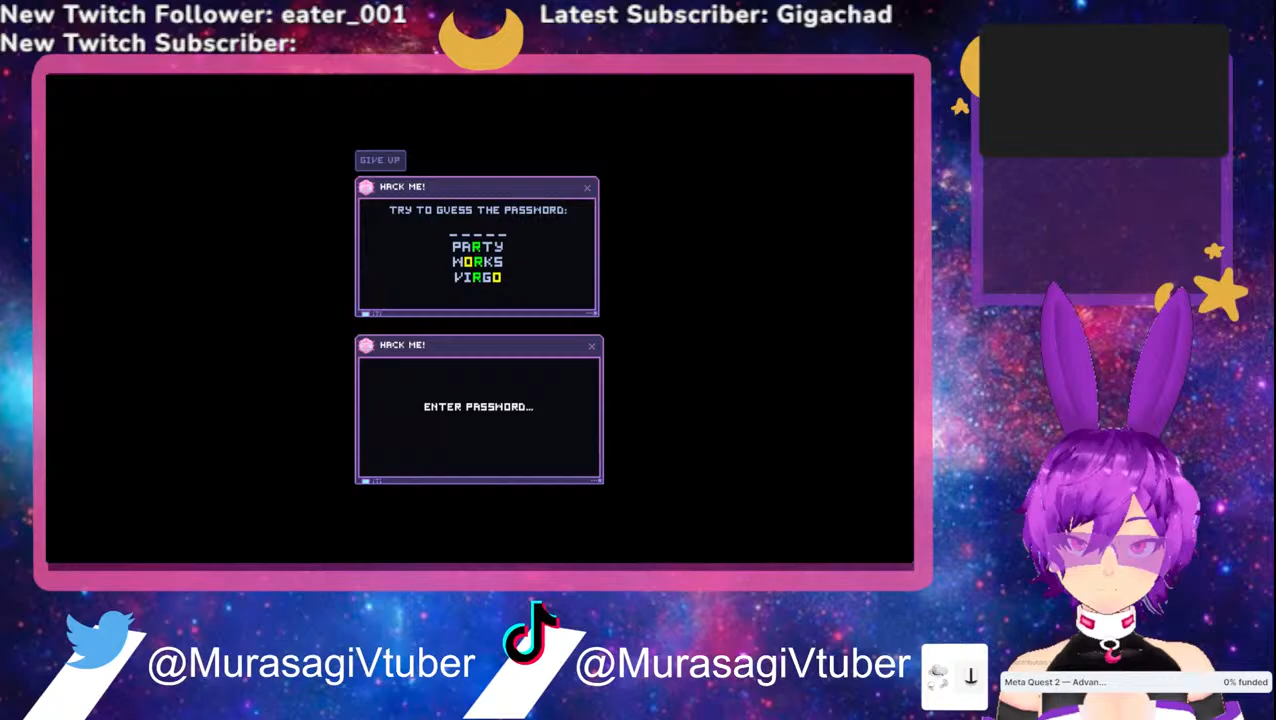 New Twitch Follower: eater_001
Latest Subscriber: Gigachad
New Twitch Subscriber:
GIVE UP
HACK ME!
TRY TO GUESS THE PASSWORD:
_ _ _ _ _
PARTY
WORKS
VIRGO
HACK ME!
ENTER PASSWORD...
@MurasagiVtuber
@MurasagiVtuber
Meta Quest 2 — Advan...
0% funded